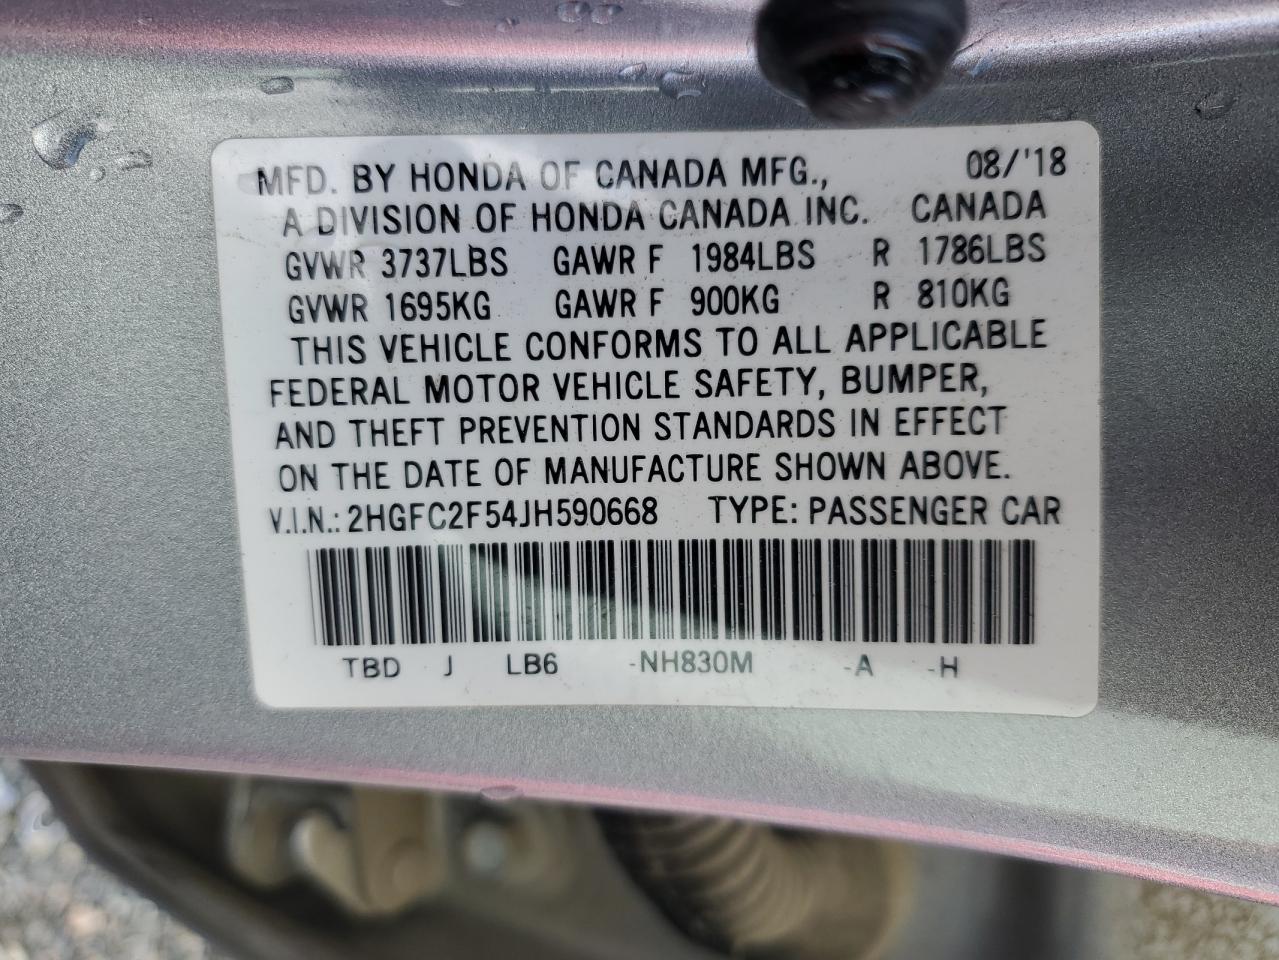 MFD. BY HONDA OF CANADA MFG., 08/'18
A DIVISION OF HONDA CANADA INC. CANADA
GVWR 3737LBS GAWR F 1984LBS R 1786LBS
GVWR 1695KG GAWR F 900KG R 810KG
THIS VEHICLE CONFORMS TO ALL APPLICABLE
FEDERAL MOTOR VEHICLE SAFETY, BUMPER,
AND THEFT PREVENTION STANDARDS IN EFFECT
ON THE DATE OF MANUFACTURE SHOWN ABOVE.
V.I.N.: 2HGFC2F54JH590668 TYPE: PASSENGER CAR
TBD J LB6 -NH830M -A -H